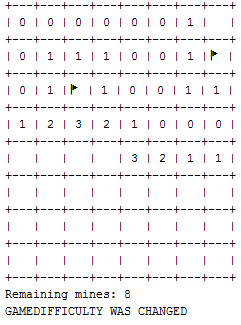 +---+---+---+---+---+---+---+---+
| 0 | 0 | 0 | 0 | 0 | 0 | 1 |   |
+---+---+---+---+---+---+---+---+
| 0 | 1 | 1 | 1 | 0 | 0 | 1 |   |
+---+---+---+---+---+---+---+---+
| 0 | 1 |   | 1 | 0 | 0 | 1 | 1 |
+---+---+---+---+---+---+---+---+
| 1 | 2 | 3 | 2 | 1 | 0 | 0 | 0 |
+---+---+---+---+---+---+---+---+
|   |   |   |   | 3 | 2 | 1 | 1 |
+---+---+---+---+---+---+---+---+
|   |   |   |   |   |   |   |   |
+---+---+---+---+---+---+---+---+
|   |   |   |   |   |   |   |   |
+---+---+---+---+---+---+---+---+
|   |   |   |   |   |   |   |   |
+---+---+---+---+---+---+---+---+
Remaining mines: 8
GAMEDIFFICULTY WAS CHANGED